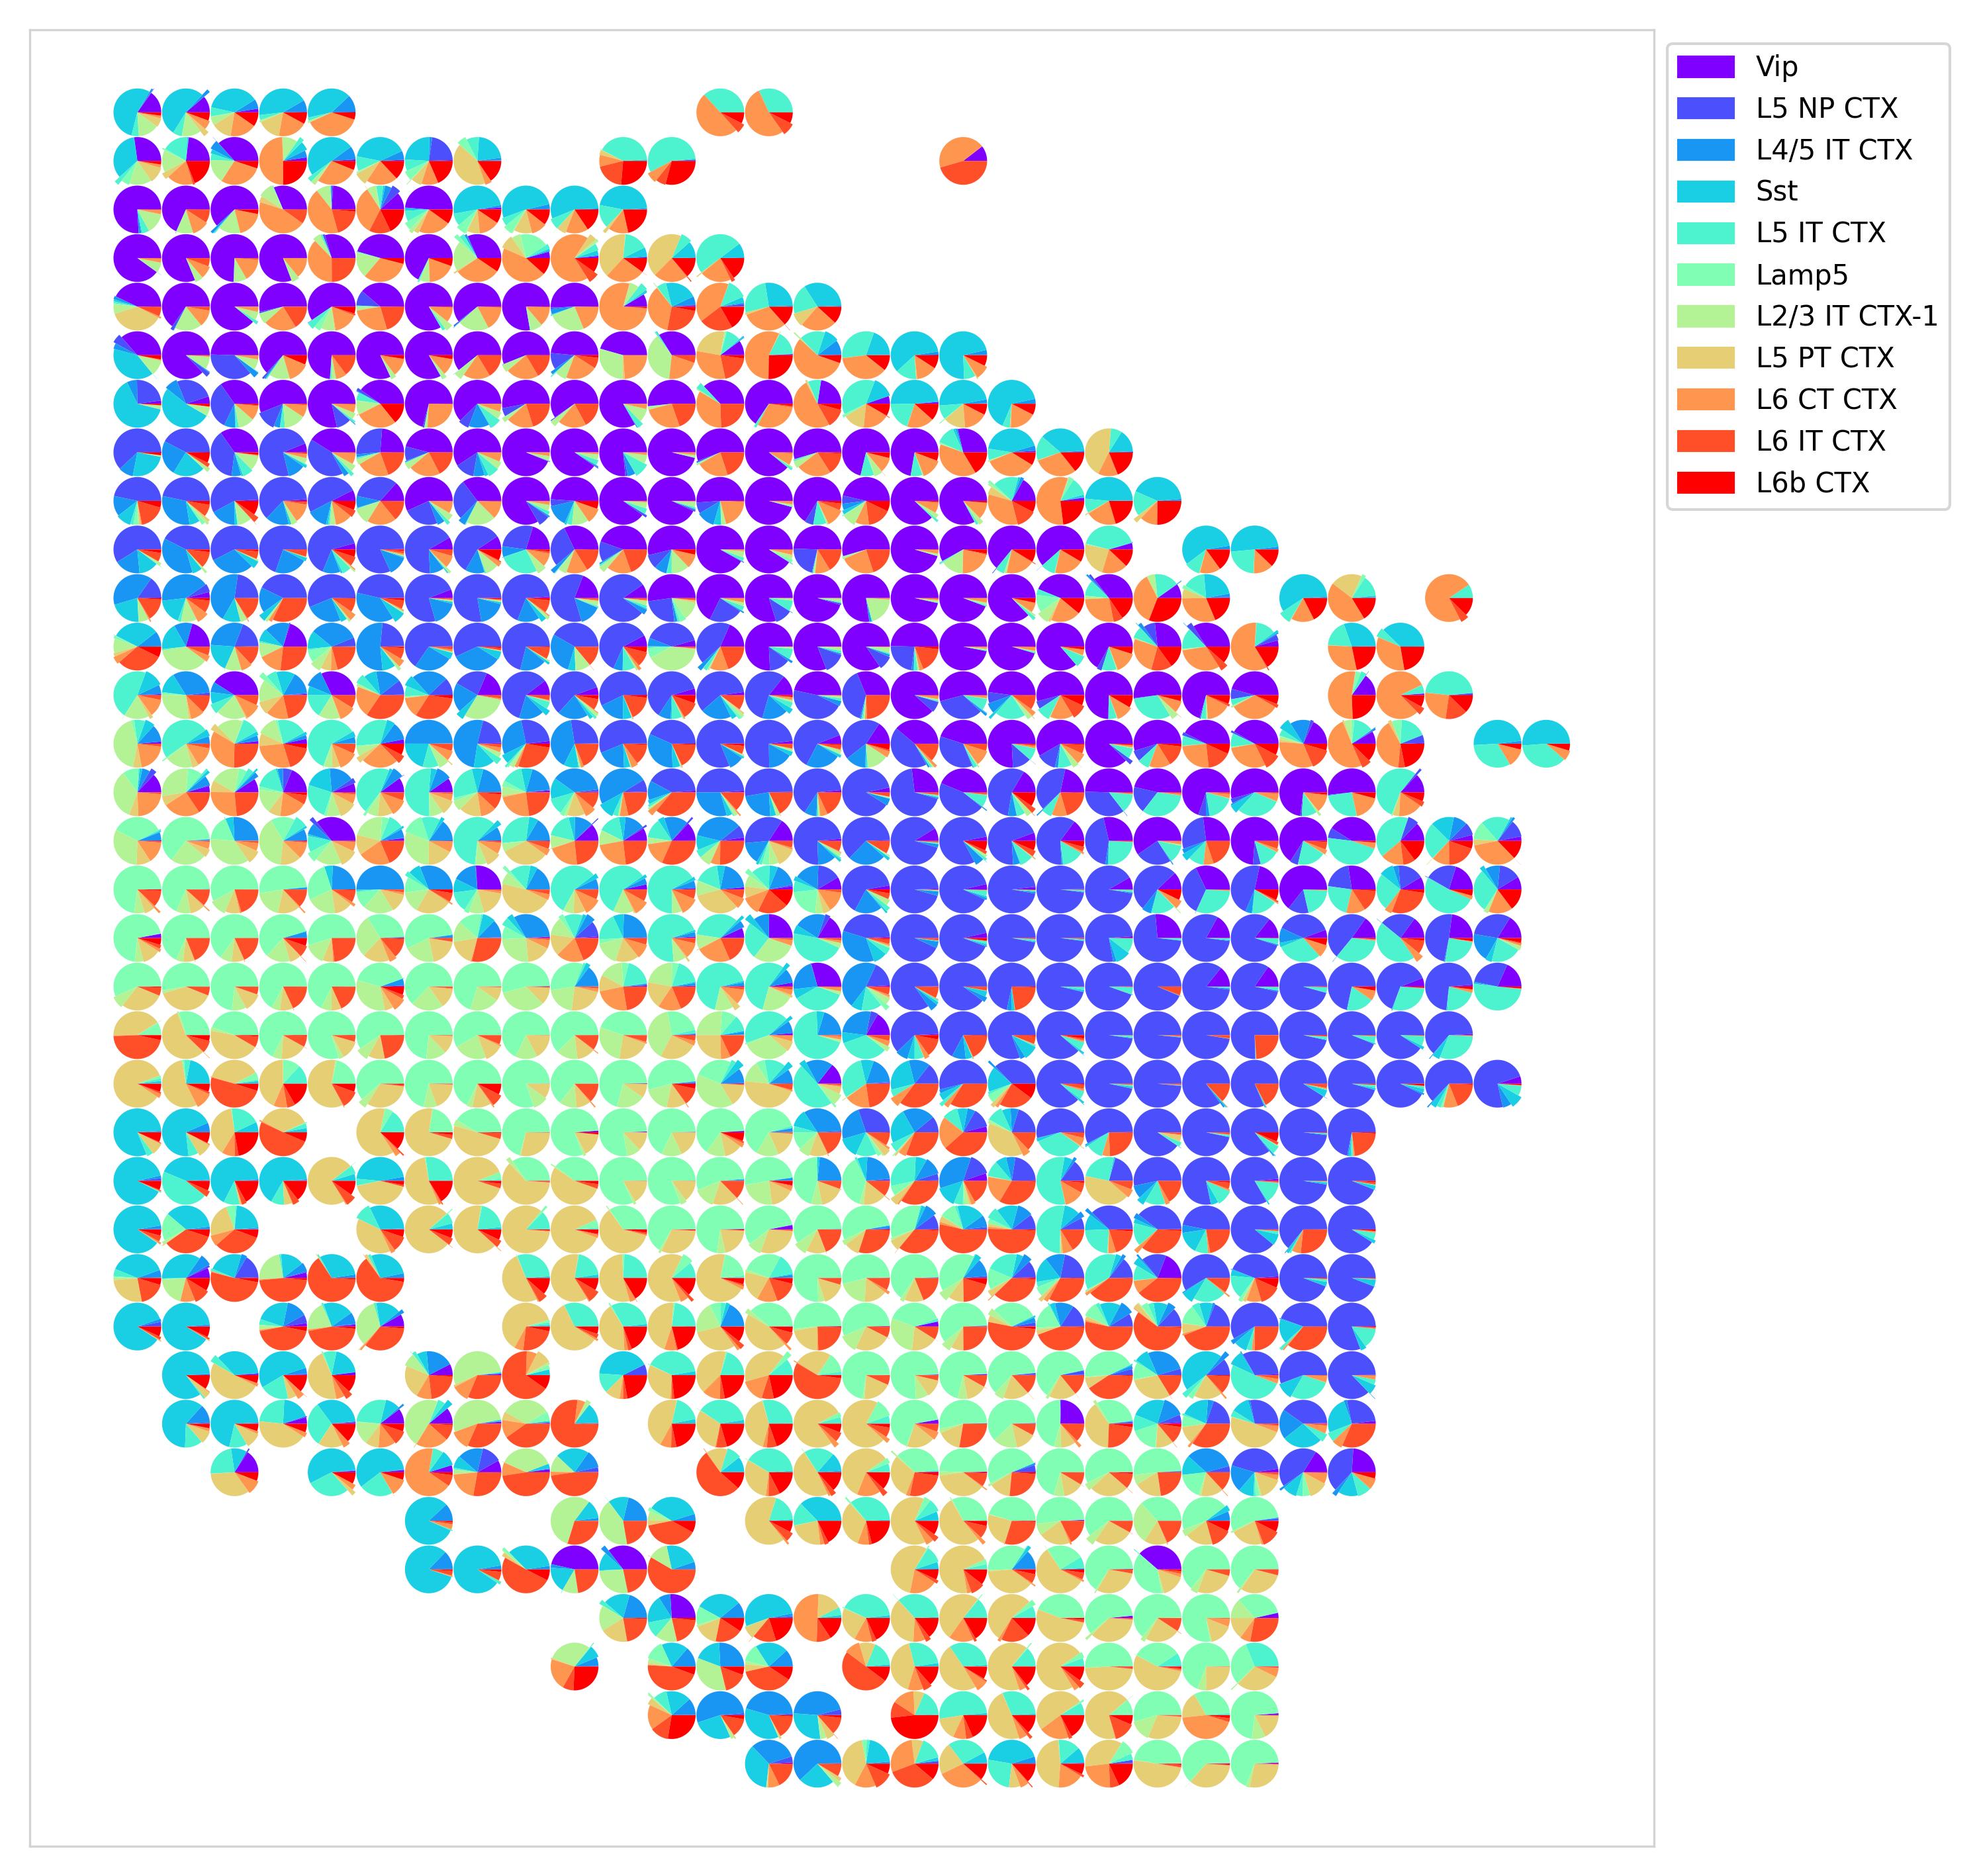 Vip
L5 NP CTX
L4/5 IT CTX
Sst
L5 IT CTX
Lamp5
L2/3 IT CTX-1
L5 PT CTX
L6 CT CTX
L6 IT CTX
L6b CTX